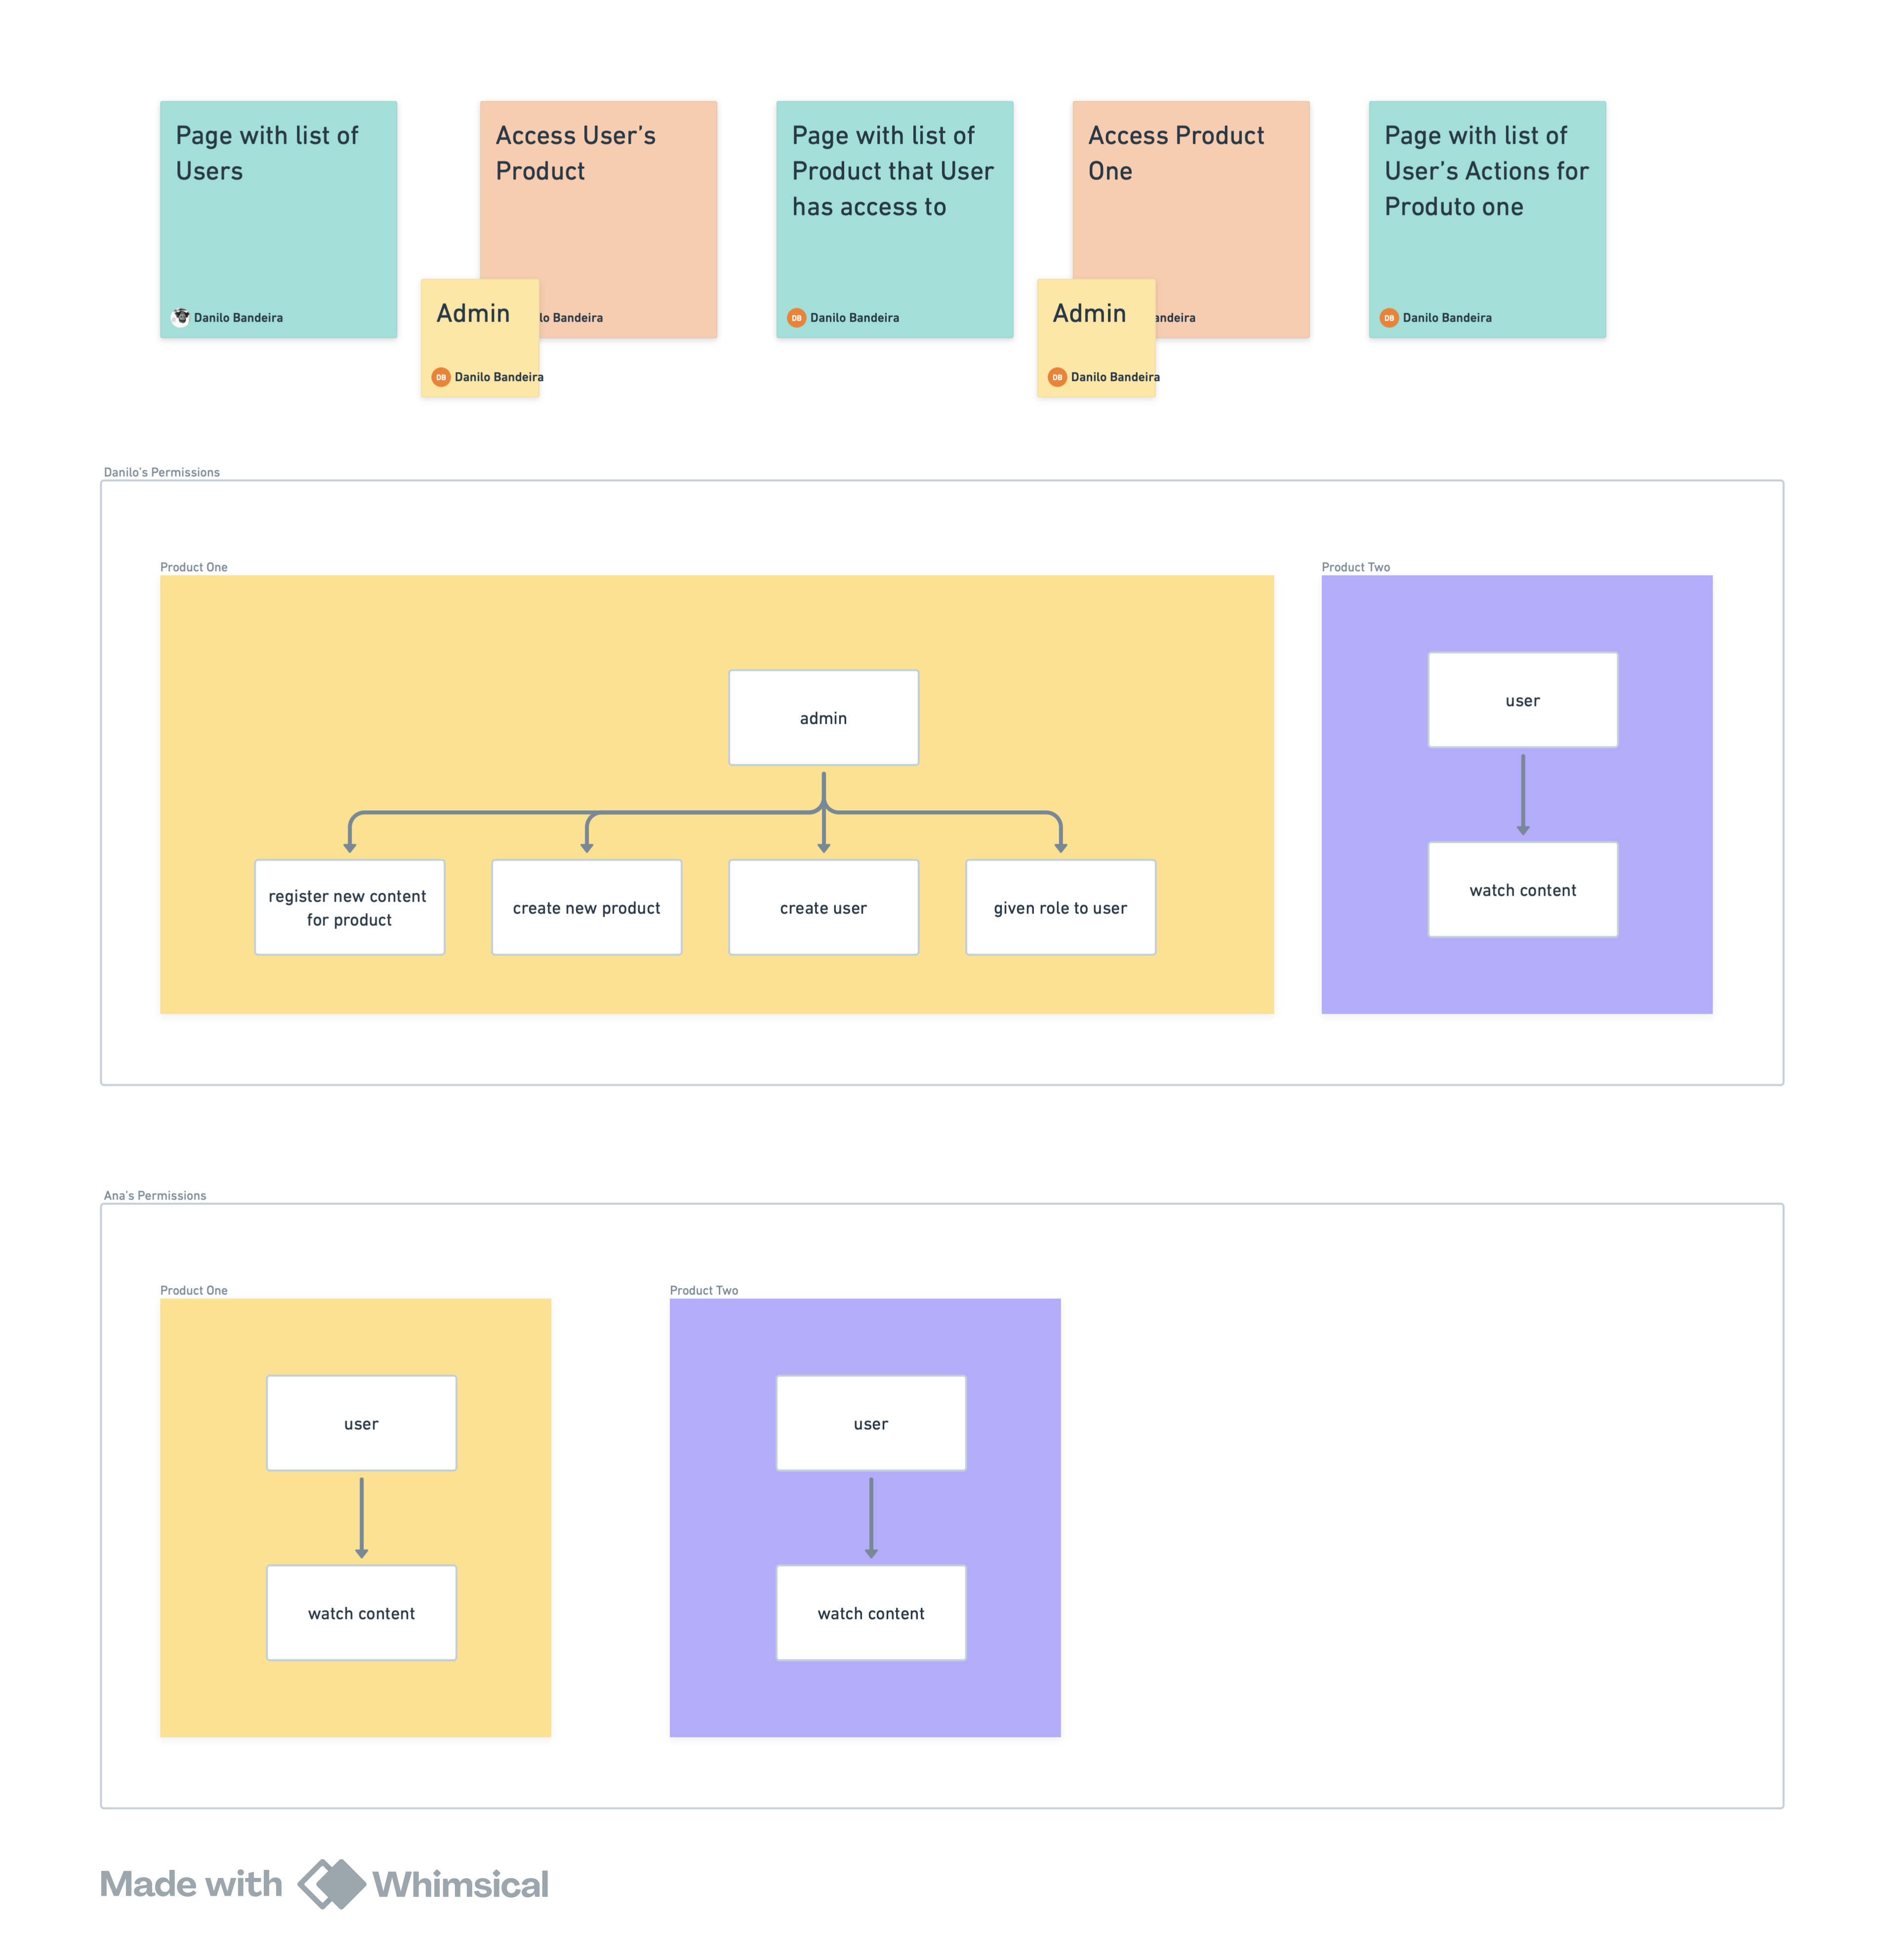 Page with list of
Users
Danilo Bandeira
Access User's
Product
lo Bandeira
Admin
Danilo Bandeira
Page with list of
Product that User
has access to
DB Danilo Bandeira
Access Product
One
andeira
Admin
DB Danilo Bandeira
Page with list of
User's Actions for
Produto one
DB Danilo Bandeira
Danilo's Permissions
Product One
admin
register new content
for product
create new product
create user
given role to user
Product Two
user
watch content
Ana's Permissions
Product One
user
watch content
Product Two
user
watch content
Made with Whimsical